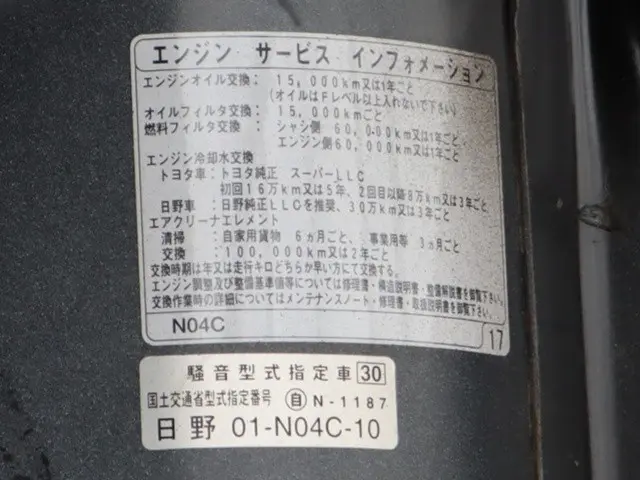 エンジン サービス インフォメーション
エンジンオイル交換： 15,000km又は1年ごと
(オイルはFレベル以上入れないで下さい)
オイルフィルタ交換： 15,000kmごと
燃料フィルタ交換： シャシ側 60,000km又は1年ごと、
エンジン側60,000km又は1年ごと
エンジン冷却水交換
トヨタ車：トヨタ純正 スーパーLLC
初回16万km又は5年、2回目以降8万km又は3年ごと
日野車：日野純正LLCを推奨、30万km又は3年ごと
エアクリーナエレメント
清掃：自家用貨物 6ヵ月ごと、事業用等 3ヵ月ごと
交換：100,000km又は2年ごと
交換時期は年又は走行キロどちらか早い方にて交換する。
エンジン調整及び整備基準値等については修理書・構造説明書・整備解説書を御覧下さい。
交換作業時の詳細についてはメンテナンスノート・修理書・取扱説明書を御覧下さい。
N04C 17
騒音型式指定車 30
国土交通省型式指定番号 自 N-1187
日野 01-N04C-10